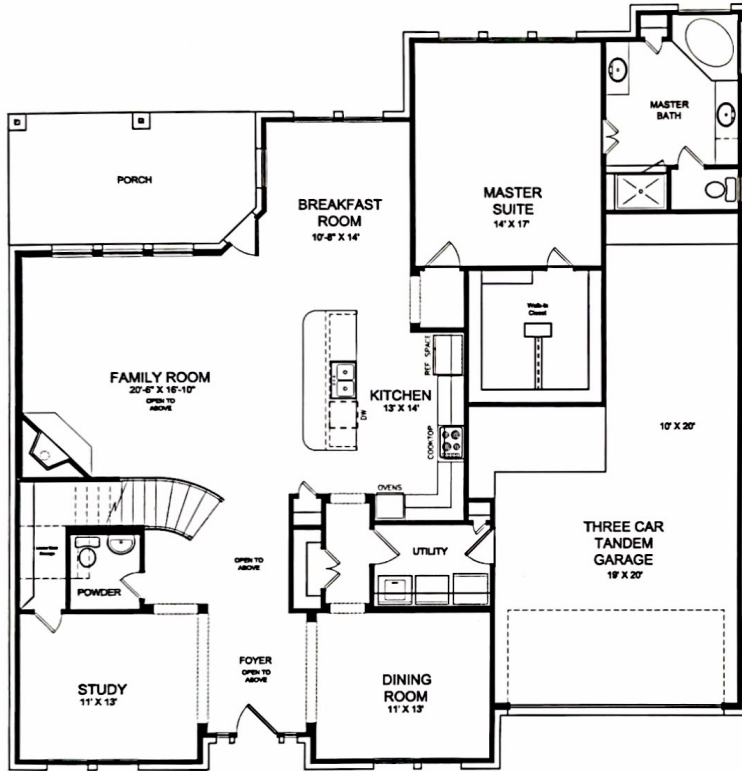 MASTER
BATH
PORCH
BREAKFAST
ROOM
10'-8" X 14'
MASTER
SUITE
14' X 17'
Walk-In
Closet
REF. SPACE
FAMILY ROOM
20'-6" X 16'-10"
OPEN TO
ABOVE
KITCHEN
13' X 14'
DW
COOKTOP
10' X 20'
OVENS
THREE CAR
TANDEM
GARAGE
19' X 20'
UTILITY
OPEN TO
ABOVE
Storage
POWDER
FOYER
OPEN TO
ABOVE
STUDY
11' X 13'
DINING
ROOM
11' X 13'